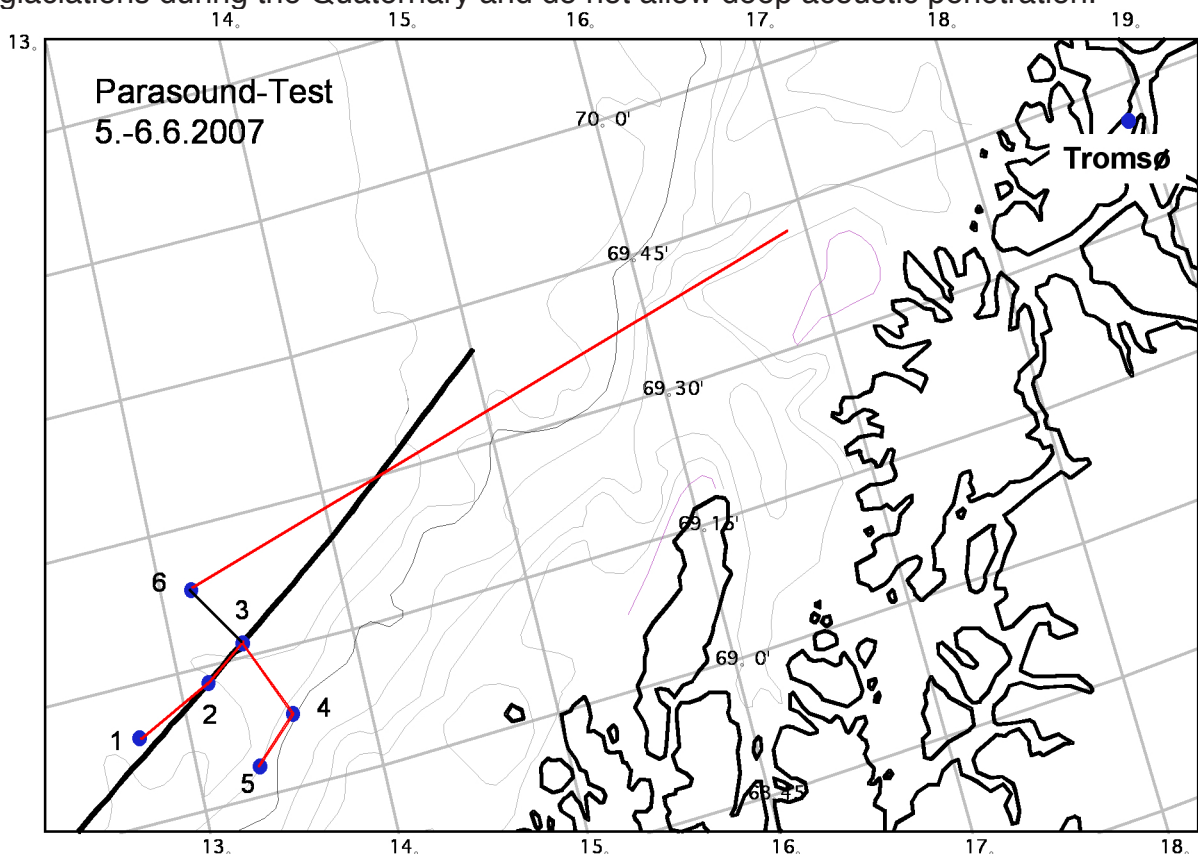 glaciations during the Quaternary and do not allow deep acoustic penetration.
14. 15. 16. 17. 18. 19.
13.
Parasound-Test
5.-6.6.2007
70. 0'
Tromsø
69. 45'
69. 30'
69. 15'
6
3
69. 0'
4
2
1
5
68. 45'
13. 14. 15. 16. 17. 18.